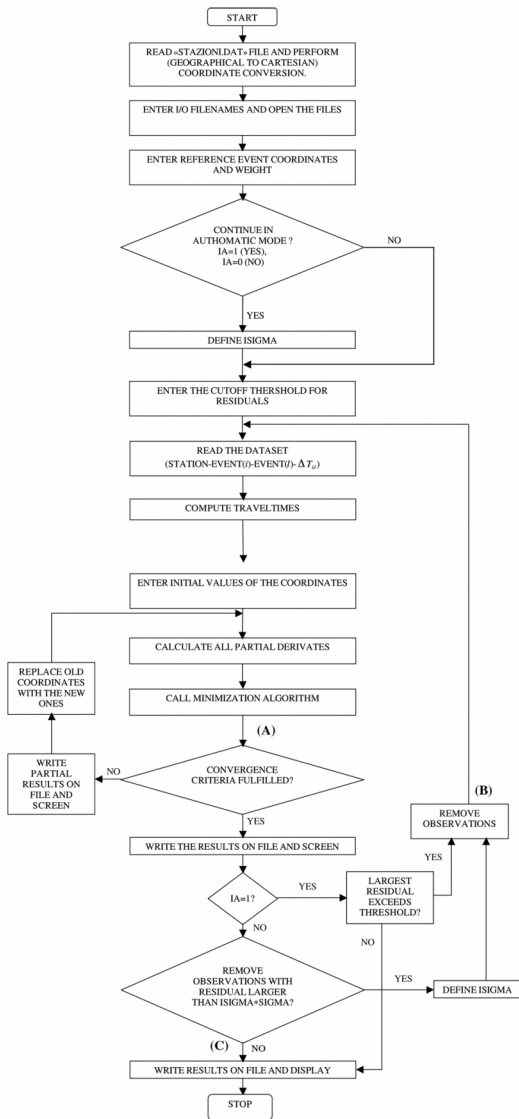 START
READ «STAZIONI.DAT» FILE AND PERFORM
(GEOGRAPHICAL TO CARTESIAN)
COORDINATE CONVERSION.
ENTER I/O FILENAMES AND OPEN THE FILES
ENTER REFERENCE EVENT COORDINATES
AND WEIGHT
CONTINUE IN
AUTHOMATIC MODE ?
IA=1 (YES),
IA=0 (NO)
NO
YES
DEFINE ISIGMA
ENTER THE CUTOFF THERSHOLD FOR
RESIDUALS
READ THE DATASET
(STATION-EVENT(i)-EVENT(l)- ΔT
COMPUTE TRAVELTIMES
ENTER INITIAL VALUES OF THE COORDINATES
CALCULATE ALL PARTIAL DERIVATES
REPLACE OLD
COORDINATES
WITH THE NEW
ONES
CALL MINIMIZATION ALGORITHM
(A)
WRITE
PARTIAL
RESULTS ON
FILE AND
SCREEN
NO
CONVERGENCE
CRITERIA FULFILLED?
YES
(B)
REMOVE
OBSERVATIONS
WRITE THE RESULTS ON FILE AND SCREEN
YES
IA=1?
YES
LARGEST
RESIDUAL
EXCEEDS
THRESHOLD?
NO
NO
REMOVE
OBSERVATIONS WITH
RESIDUAL LARGER
THAN ISIGMA*SIGMA?
YES
DEFINE ISIGMA
(C)
NO
WRITE RESULTS ON FILE AND DISPLAY
STOP